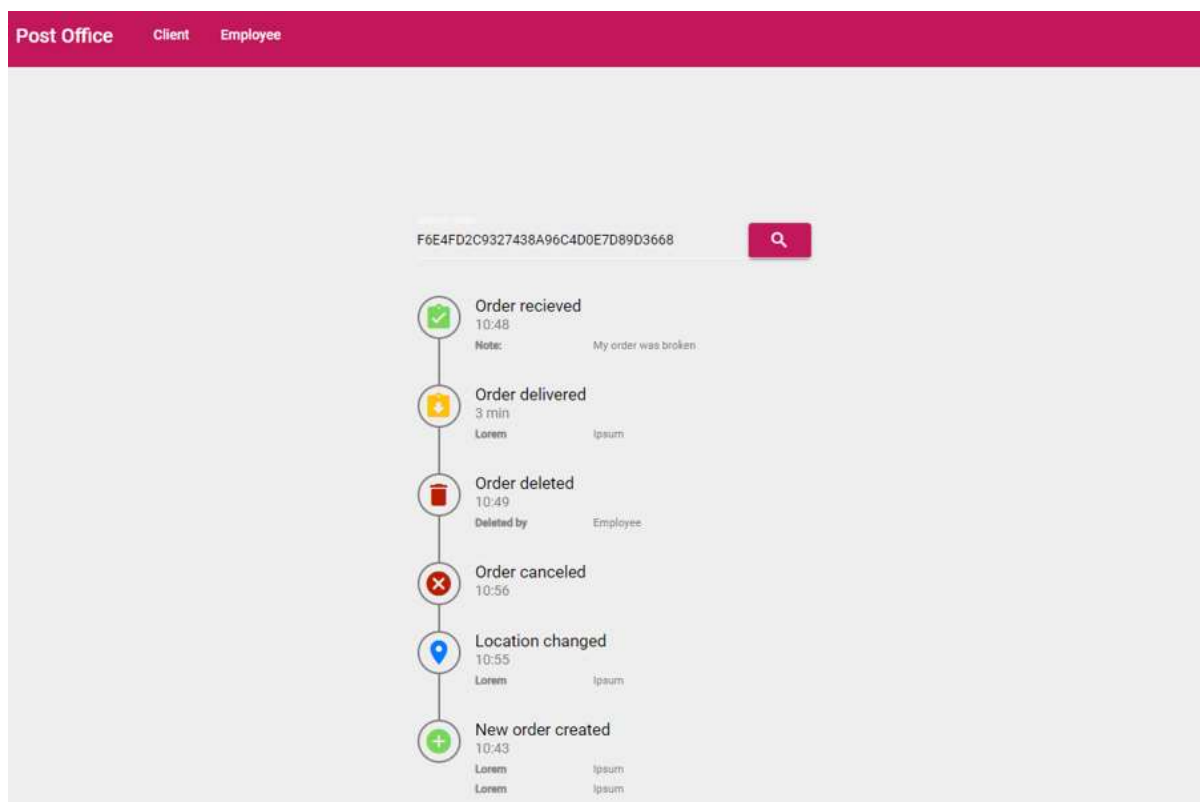 Post Office Client Employee
F6E4FD2C9327438A96C4D0E7D89D3668
Order recieved
10:48
Note: My order was broken
Order delivered
3 min
Lorem Ipsum
Order deleted
10:49
Deleted by Employee
Order canceled
10:56
Location changed
10:55
Lorem Ipsum
New order created
10:43
Lorem Ipsum
Lorem Ipsum